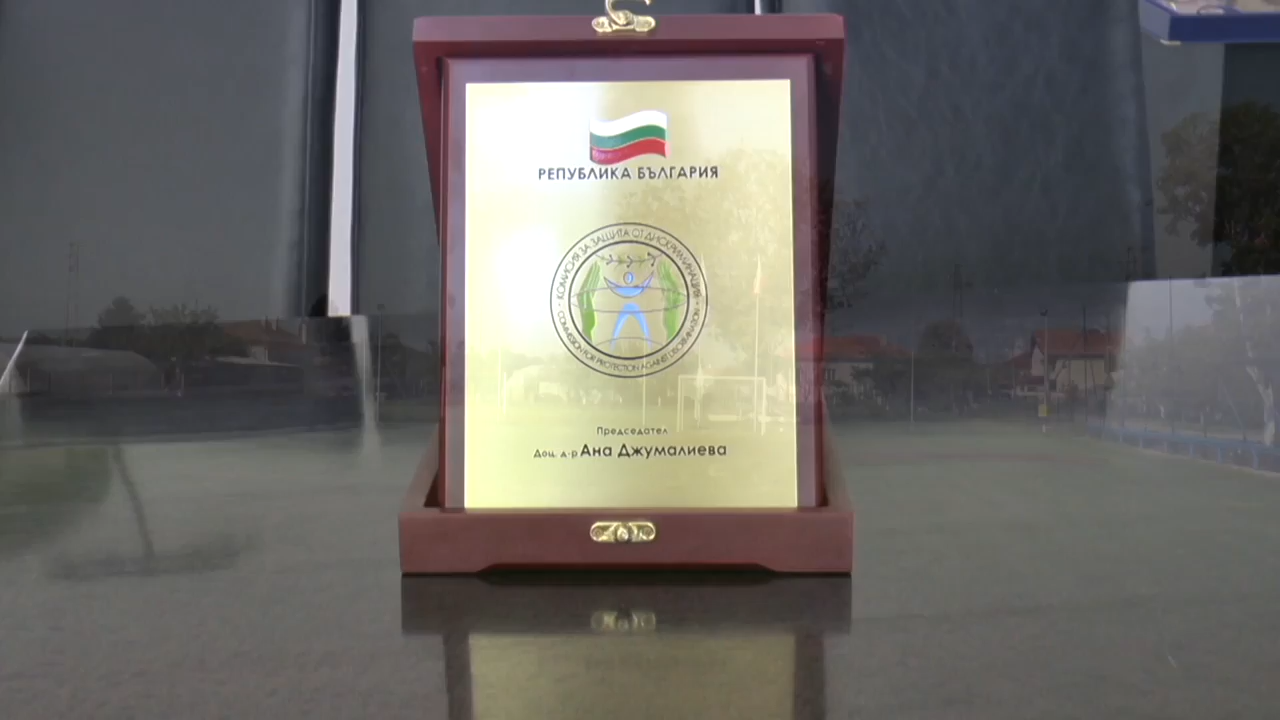 РЕПУБЛИКА БЪЛГАРИЯ
КОМИСИЯ ЗА ЗАЩИТА ОТ ДИСКРИМИНАЦИЯ
COMMISSION FOR PROTECTION AGAINST DISCRIMINATION
Председател
Доц. д-р Ана Джумалиева